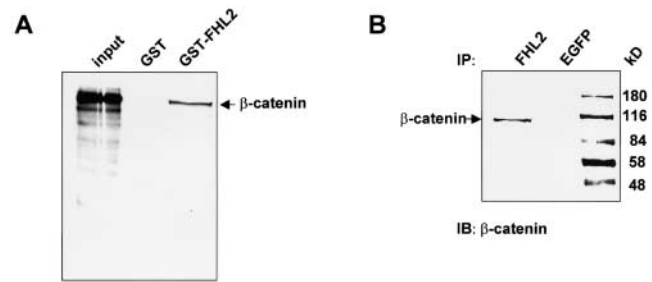 A
input
GST
GST-FHL2
β-catenin
B
IP:
FHL2
EGFP
kD
β-catenin
180
116
84
58
48
IB: β-catenin